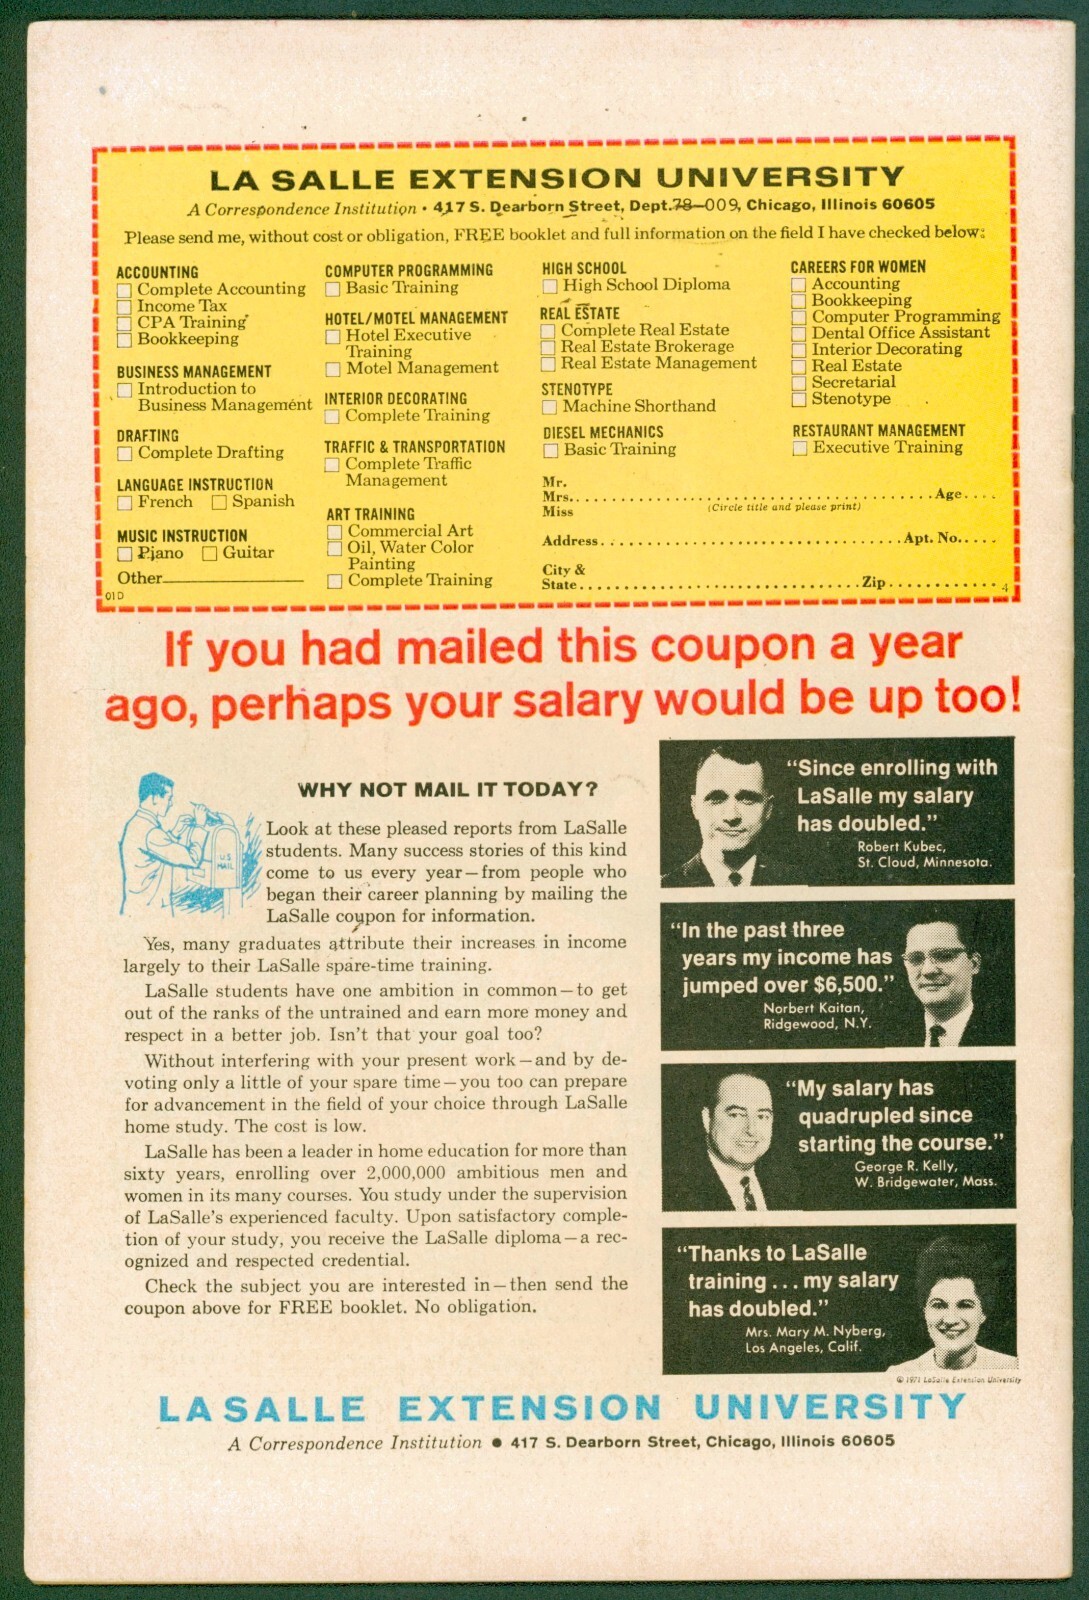 LA SALLE EXTENSION UNIVERSITY
A Correspondence Institution • 417 S. Dearborn Street, Dept. 78-009, Chicago, Illinois 60605
Please send me, without cost or obligation, FREE booklet and full information on the field I have checked below:
ACCOUNTING
Complete Accounting
Income Tax
CPA Training
Bookkeeping
BUSINESS MANAGEMENT
Introduction to
Business Management
DRAFTING
Complete Drafting
LANGUAGE INSTRUCTION
French Spanish
MUSIC INSTRUCTION
Piano Guitar
Other
01D
COMPUTER PROGRAMMING
Basic Training
HOTEL/MOTEL MANAGEMENT
Hotel Executive
Training
Motel Management
INTERIOR DECORATING
Complete Training
TRAFFIC & TRANSPORTATION
Complete Traffic
Management
ART TRAINING
Commercial Art
Oil, Water Color
Painting
Complete Training
HIGH SCHOOL
High School Diploma
REAL ESTATE
Complete Real Estate
Real Estate Brokerage
Real Estate Management
STENOTYPE
Machine Shorthand
DIESEL MECHANICS
Basic Training
CAREERS FOR WOMEN
Accounting
Bookkeeping
Computer Programming
Dental Office Assistant
Interior Decorating
Real Estate
Secretarial
Stenotype
RESTAURANT MANAGEMENT
Executive Training
Mr.
Mrs. Age
Miss (Circle title and please print)
Address Apt. No.
City &
State Zip
4
If you had mailed this coupon a year
ago, perhaps your salary would be up too!
WHY NOT MAIL IT TODAY?
U S
MAIL
Look at these pleased reports from LaSalle
students. Many success stories of this kind
come to us every year—from people who
began their career planning by mailing the
LaSalle coupon for information.
Yes, many graduates attribute their increases in income
largely to their LaSalle spare-time training.
LaSalle students have one ambition in common—to get
out of the ranks of the untrained and earn more money and
respect in a better job. Isn't that your goal too?
Without interfering with your present work—and by de-
voting only a little of your spare time—you too can prepare
for advancement in the field of your choice through LaSalle
home study. The cost is low.
LaSalle has been a leader in home education for more than
sixty years, enrolling over 2,000,000 ambitious men and
women in its many courses. You study under the supervision
of LaSalle's experienced faculty. Upon satisfactory comple-
tion of your study, you receive the LaSalle diploma—a rec-
ognized and respected credential.
Check the subject you are interested in—then send the
coupon above for FREE booklet. No obligation.
"Since enrolling with
LaSalle my salary
has doubled."
Robert Kubec,
St. Cloud, Minnesota.
"In the past three
years my income has
jumped over $6,500."
Norbert Kaitan,
Ridgewood, N.Y.
"My salary has
quadrupled since
starting the course."
George R. Kelly,
W. Bridgewater, Mass.
"Thanks to LaSalle
training ... my salary
has doubled."
Mrs. Mary M. Nyberg,
Los Angeles, Calif.
© 1971 LaSalle Extension University
LA SALLE EXTENSION UNIVERSITY
A Correspondence Institution • 417 S. Dearborn Street, Chicago, Illinois 60605